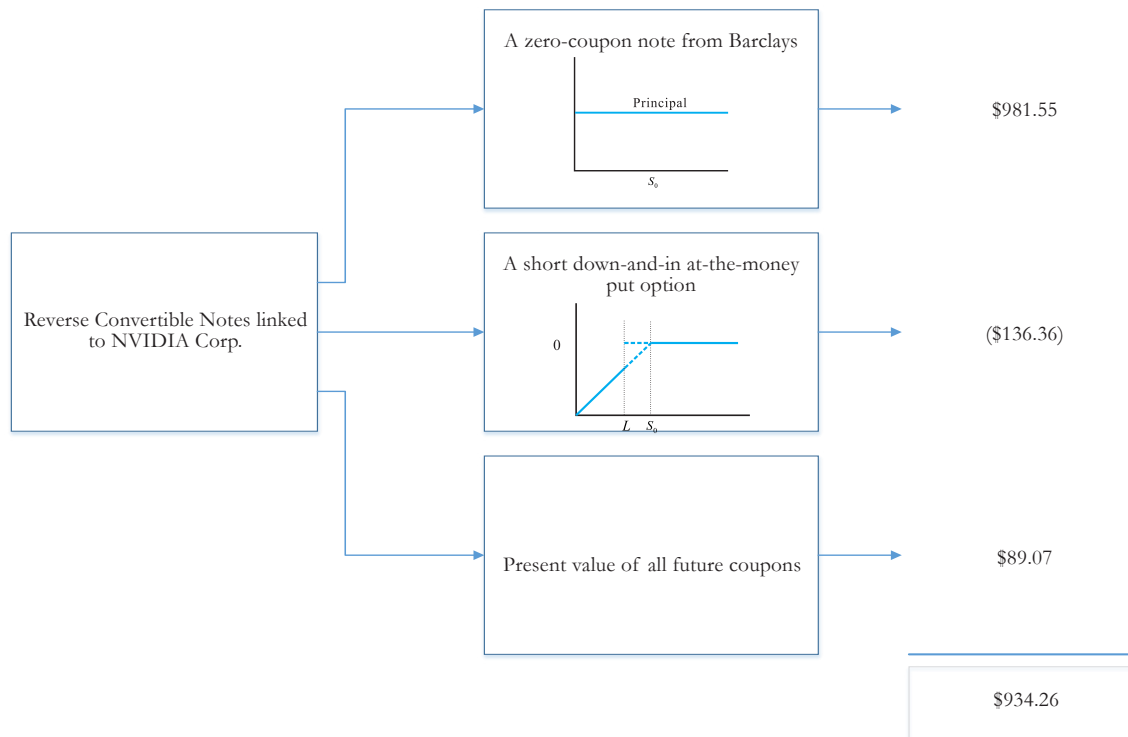 A zero-coupon note from Barclays
Principal
S₀
$981.55
Reverse Convertible Notes linked
to NVIDIA Corp.
A short down-and-in at-the-money
put option
0
L S₀
($136.36)
Present value of all future coupons
$89.07
$934.26